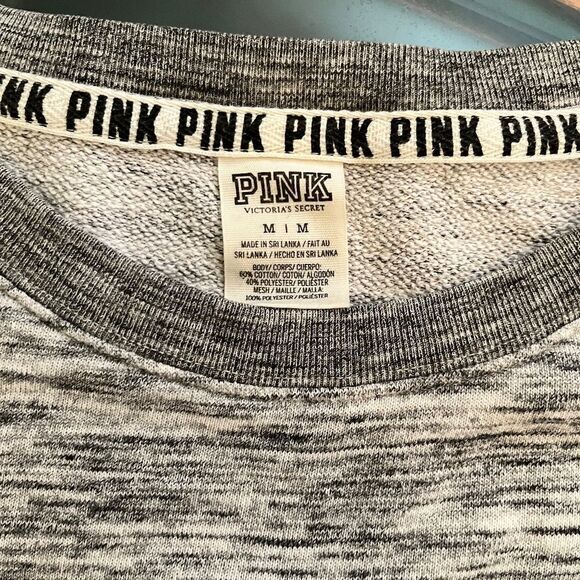 PINK PINK PINK PINK PINK PINK
PINK
VICTORIA'S SECRET
M | M
MADE IN SRI LANKA / FAIT AU
SRI LANKA / HECHO EN SRI LANKA
BODY/ CORPS/ CUERPO:
60% COTTON/ COTON/ ALGODÓN
40% POLYESTER/ POLIÉSTER
MESH / MAILLE / MALLA:
100% POLYESTER/ POLIÉSTER